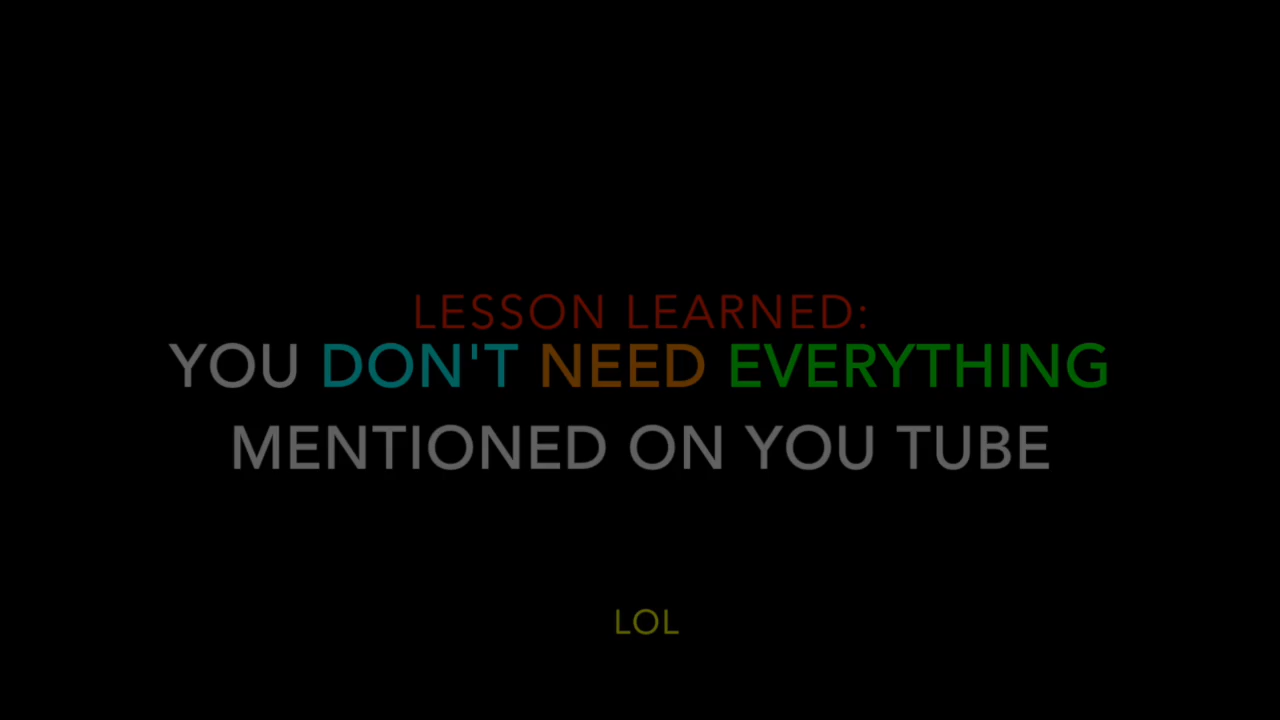 LESSON LEARNED:
YOU DON'T NEED EVERYTHING
MENTIONED ON YOU TUBE
LOL